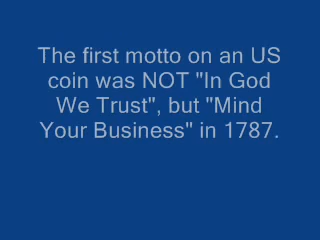 The first motto on an US
coin was NOT "In God
We Trust", but "Mind
Your Business" in 1787.